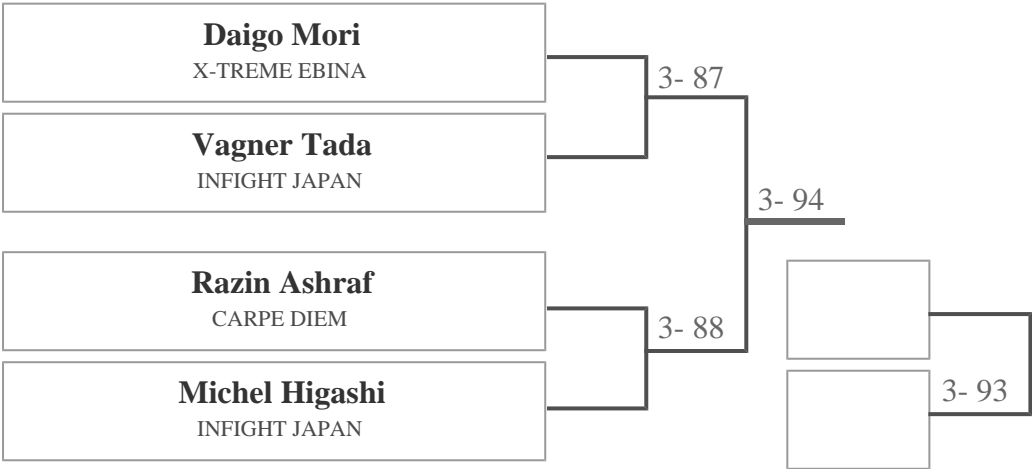 Daigo Mori
X-TREME EBINA
3- 87
Vagner Tada
INFIGHT JAPAN
3- 94
Razin Ashraf
CARPE DIEM
3- 88
Michel Higashi
INFIGHT JAPAN
3- 93